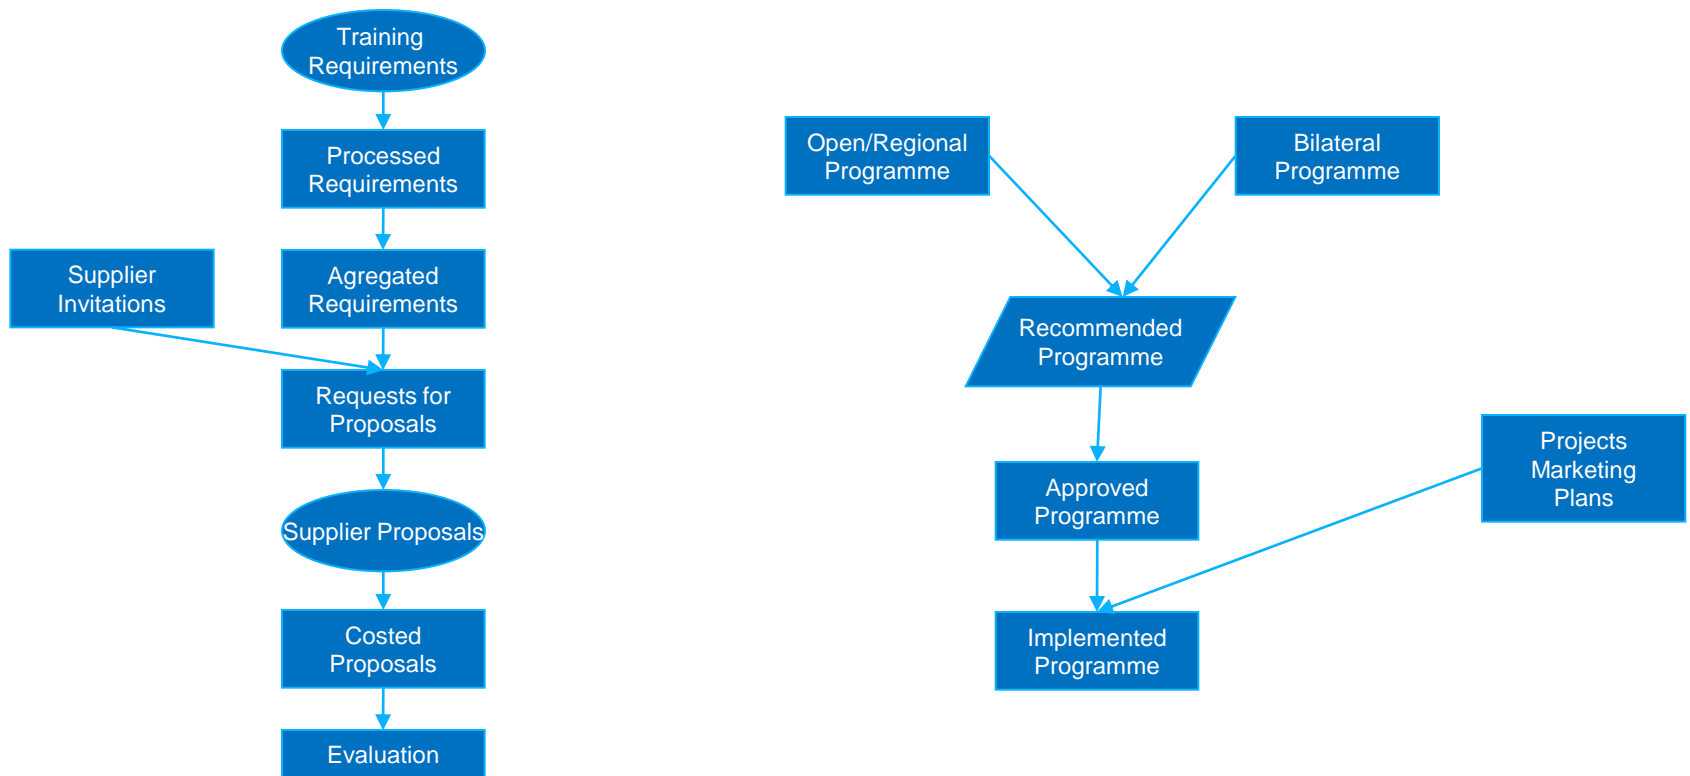 Training
Requirements
Processed
Requirements
Supplier
Invitations
Agregated
Requirements
Requests for
Proposals
Supplier Proposals
Costed
Proposals
Evaluation
Open/Regional
Programme
Bilateral
Programme
Recommended
Programme
Approved
Programme
Projects
Marketing
Plans
Implemented
Programme